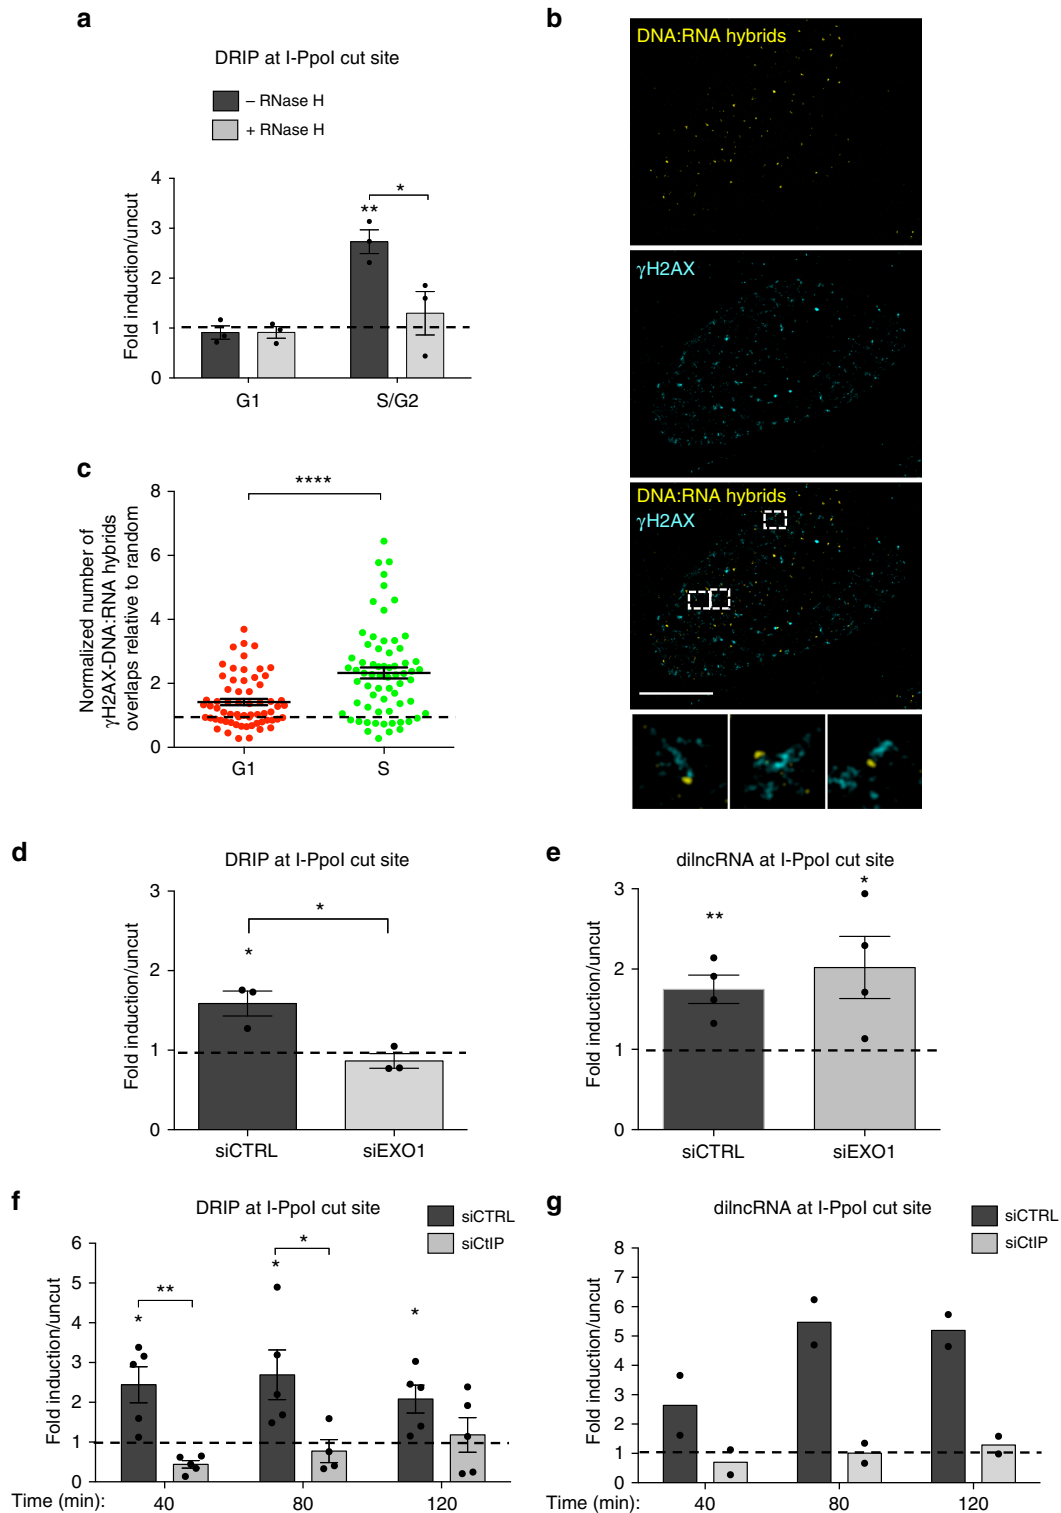 a
DRIP at I-PpoI cut site
– RNase H
+ RNase H
Fold induction/uncut
4
3
2
1
0
**
*
G1
S/G2
b
DNA:RNA hybrids
γH2AX
DNA:RNA hybrids
γH2AX
c
Normalized number of
γH2AX-DNA:RNA hybrids
overlaps relative to random
8
6
4
2
0
****
G1
S
d
DRIP at I-PpoI cut site
Fold induction/uncut
3
2
1
0
*
*
siCTRL
siEXO1
e
dilncRNA at I-PpoI cut site
Fold induction/uncut
3
2
1
0
**
*
siCTRL
siEXO1
f
DRIP at I-PpoI cut site
siCTRL
siCtIP
Fold induction/uncut
6
5
4
3
2
1
0
*
**
*
*
*
Time (min):
40
80
120
g
dilncRNA at I-PpoI cut site
siCTRL
siCtIP
Fold induction/uncut
8
7
6
5
4
3
2
1
0
Time (min):
40
80
120